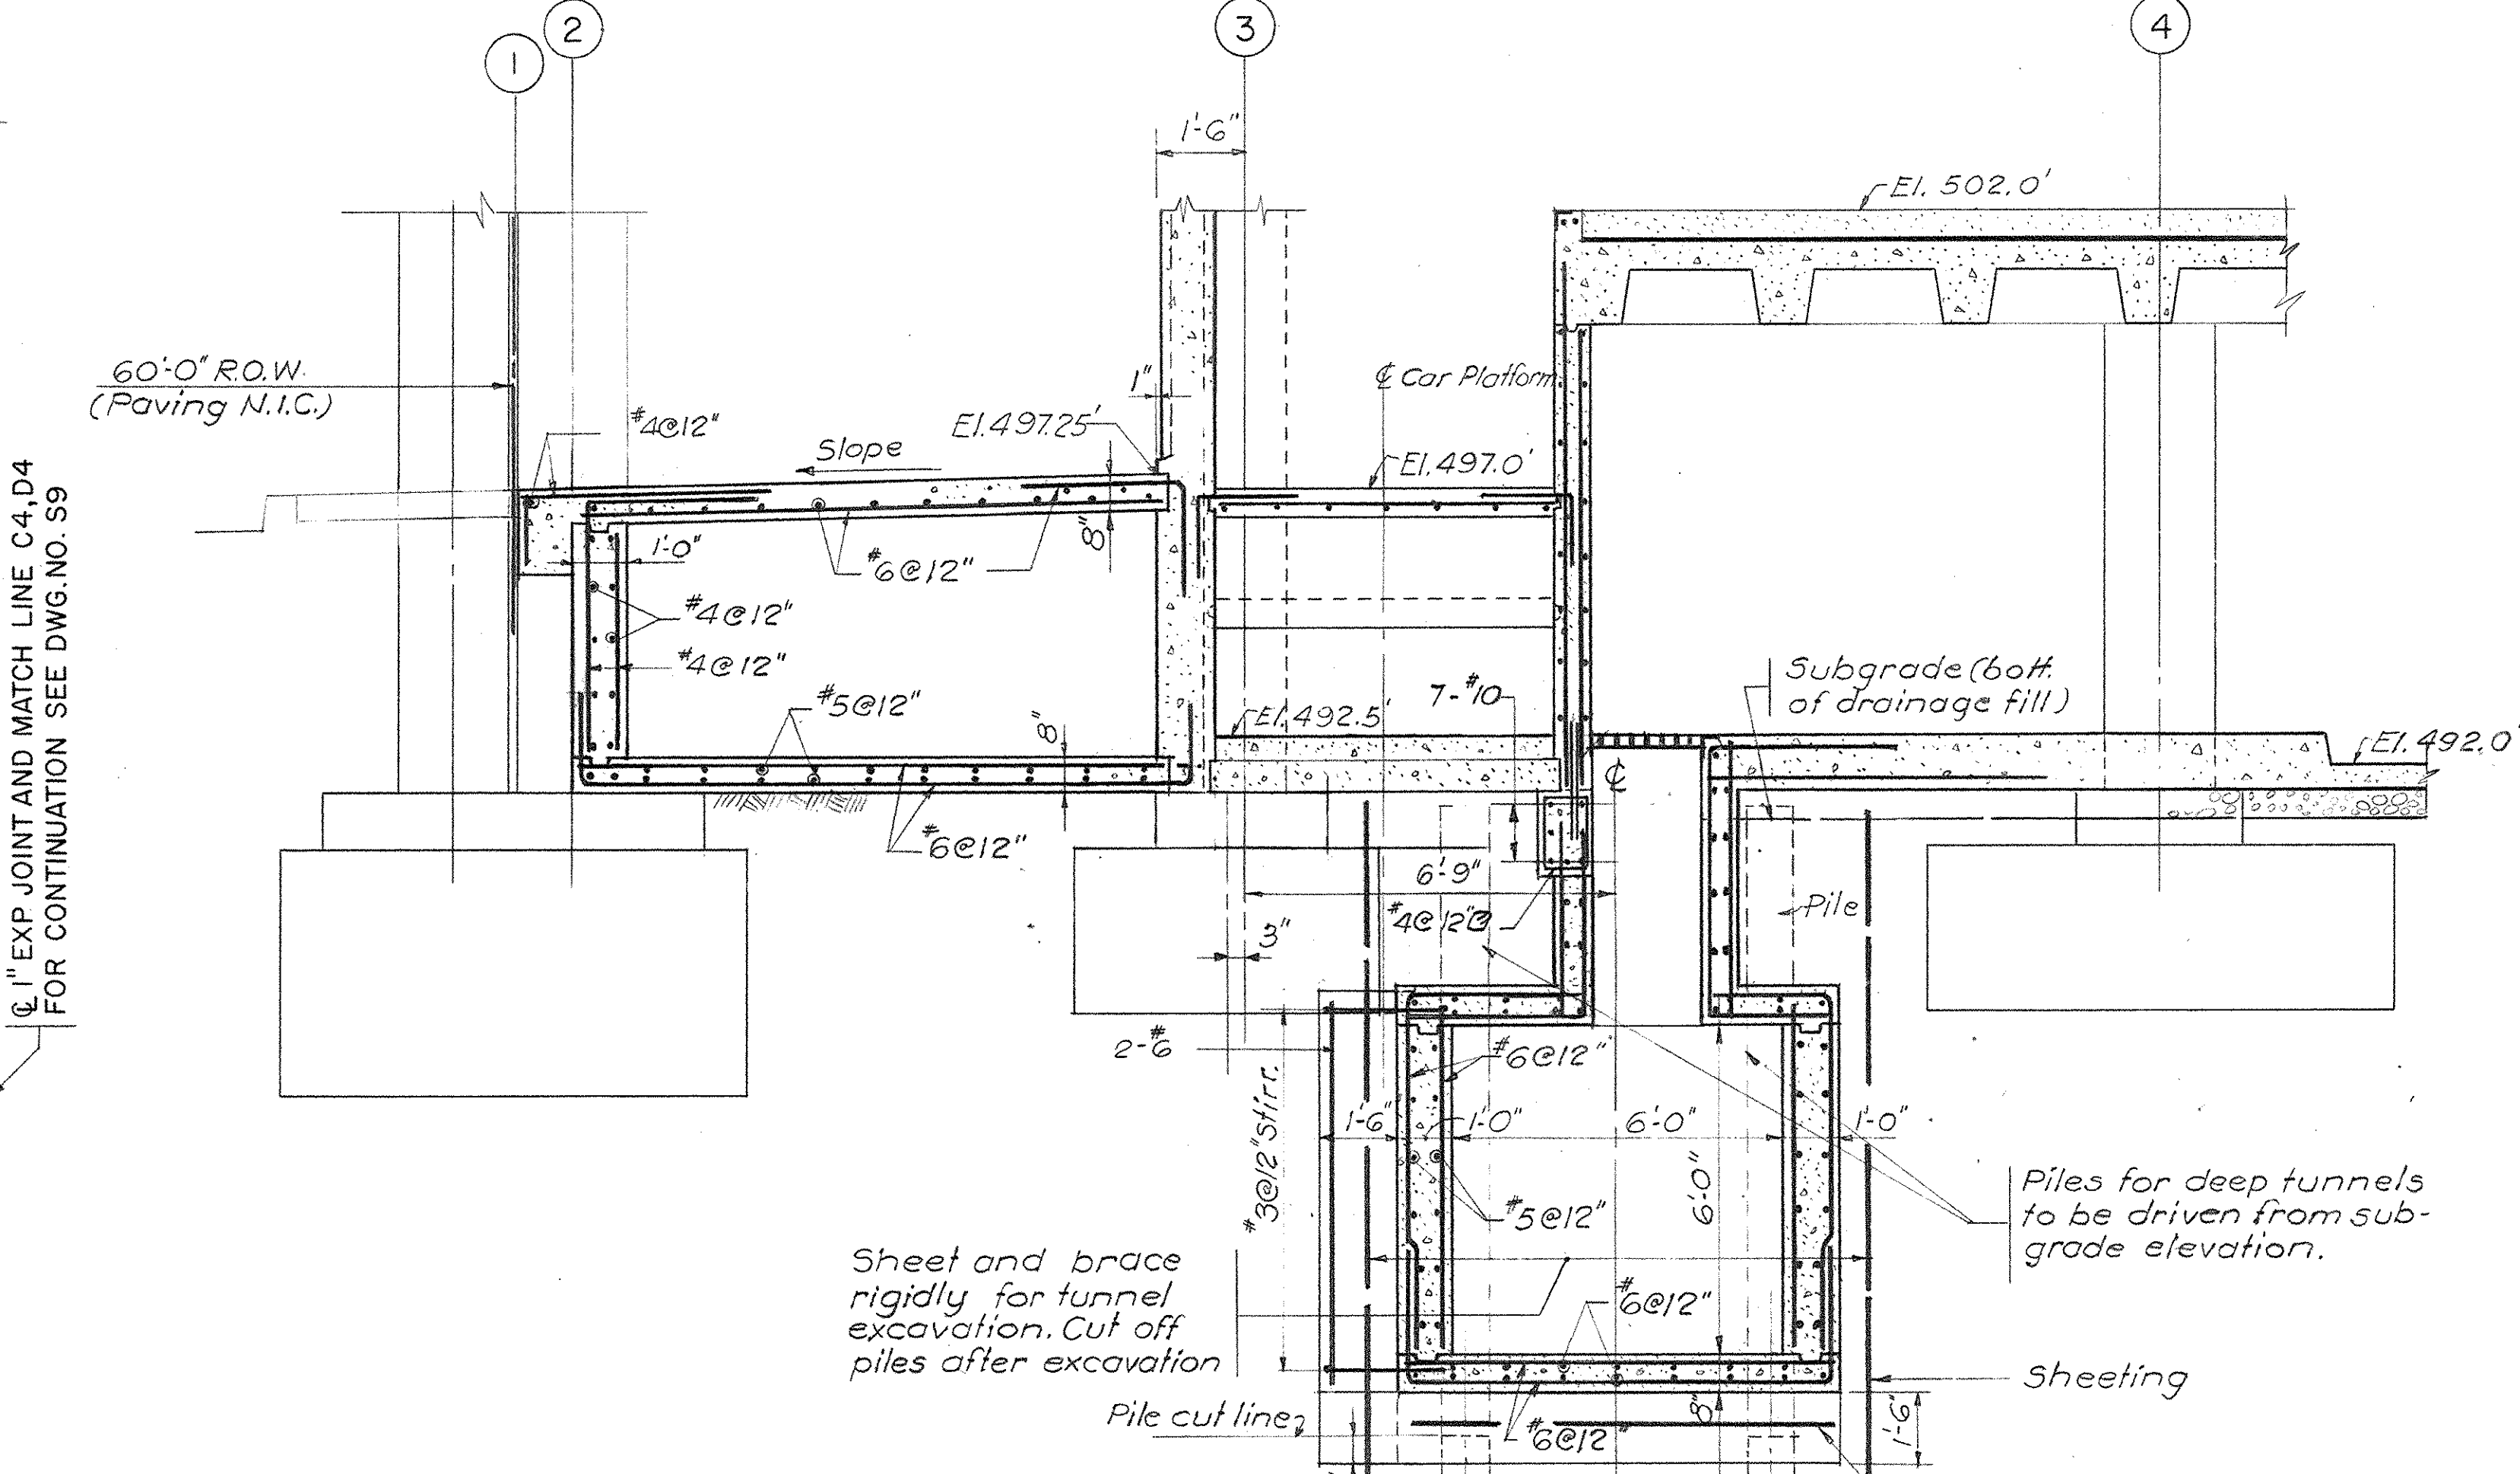 1
2
3
4
1'-6"
El. 502.0'
60'-0" R.O.W.
(Paving N.I.C.)
#4@12"
Slope
El. 497.25'
1"
℄ Car Platform
El. 497.0'
1'-0"
#6@12"
8"
#4@12"
#4@12"
#5@12"
8"
#6@12"
El. 492.5'
7-#10
Subgrade (bott.
of drainage fill)
El. 492.0'
℄
6'-9"
#4@12"
3"
Pile
℄ 1" EXP. JOINT AND MATCH LINE C4, D4
FOR CONTINUATION SEE DWG. NO. S9
2-#6
#3@12" stirr.
#6@12"
1'-6"
1'-0"
6'-0"
1'-0"
6'-0"
#5@12"
Piles for deep tunnels
to be driven from sub-
grade elevation.
Sheet and brace
rigidly for tunnel
excavation. Cut off
piles after excavation
#6@12"
Sheeting
Pile cut line
#6@12"
8"
1'-6"